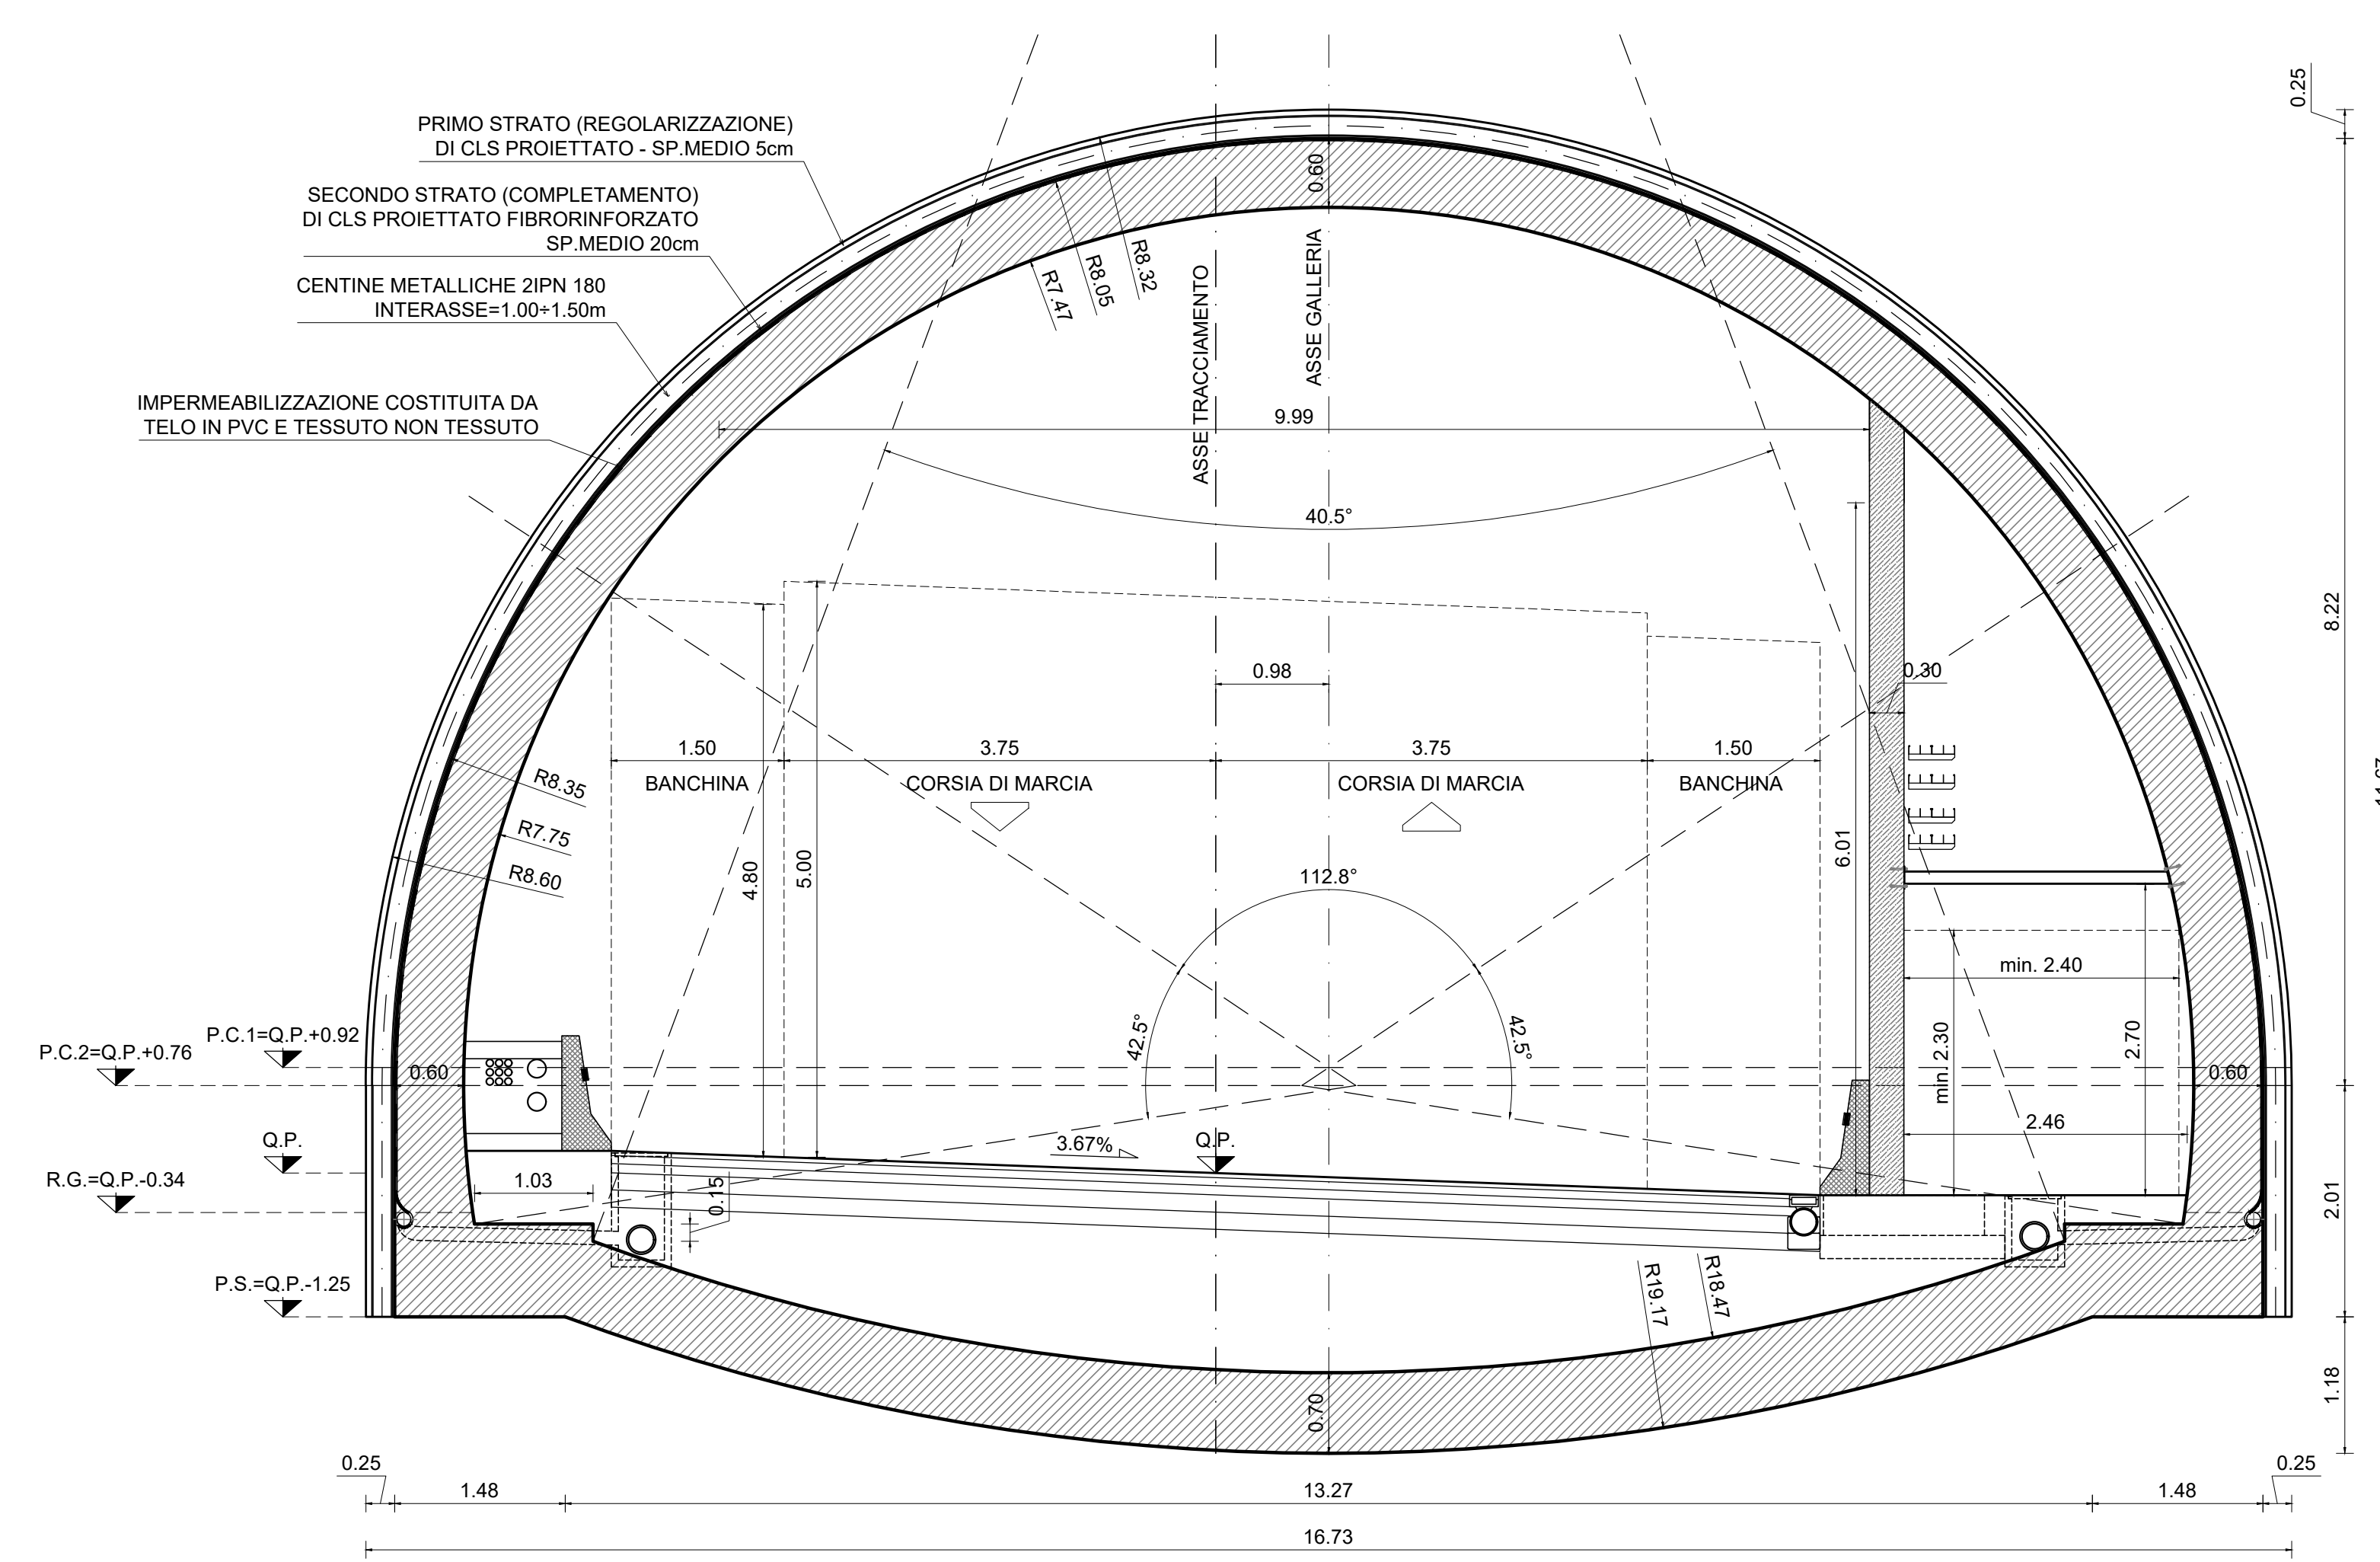 0.25
PRIMO STRATO (REGOLARIZZAZIONE)
DI CLS PROIETTATO - SP.MEDIO 5cm
SECONDO STRATO (COMPLETAMENTO)
DI CLS PROIETTATO FIBRORINFORZATO
SP.MEDIO 20cm
CENTINE METALLICHE 2IPN 180
INTERASSE=1.00÷1.50m
IMPERMEABILIZZAZIONE COSTITUITA DA
TELO IN PVC E TESSUTO NON TESSUTO
0.60
R8.32
R8.05
R7.47
ASSE TRACCIAMENTO
ASSE GALLERIA
9.99
40.5°
8.22
0.98
0.30
1.50
3.75
3.75
1.50
BANCHINA
CORSIA DI MARCIA
CORSIA DI MARCIA
BANCHINA
R8.35
R7.75
R8.60
4.80
5.00
6.01
112.8°
42.5°
42.5°
min. 2.40
min. 2.30
2.70
2.46
P.C.1=Q.P.+0.92
P.C.2=Q.P.+0.76
0.60
0.60
Q.P.
3.67%
Q.P.
R.G.=Q.P.-0.34
1.03
0.15
2.01
P.S.=Q.P.-1.25
R19.17
R18.47
0.70
1.18
0.25
1.48
13.27
1.48
0.25
16.73